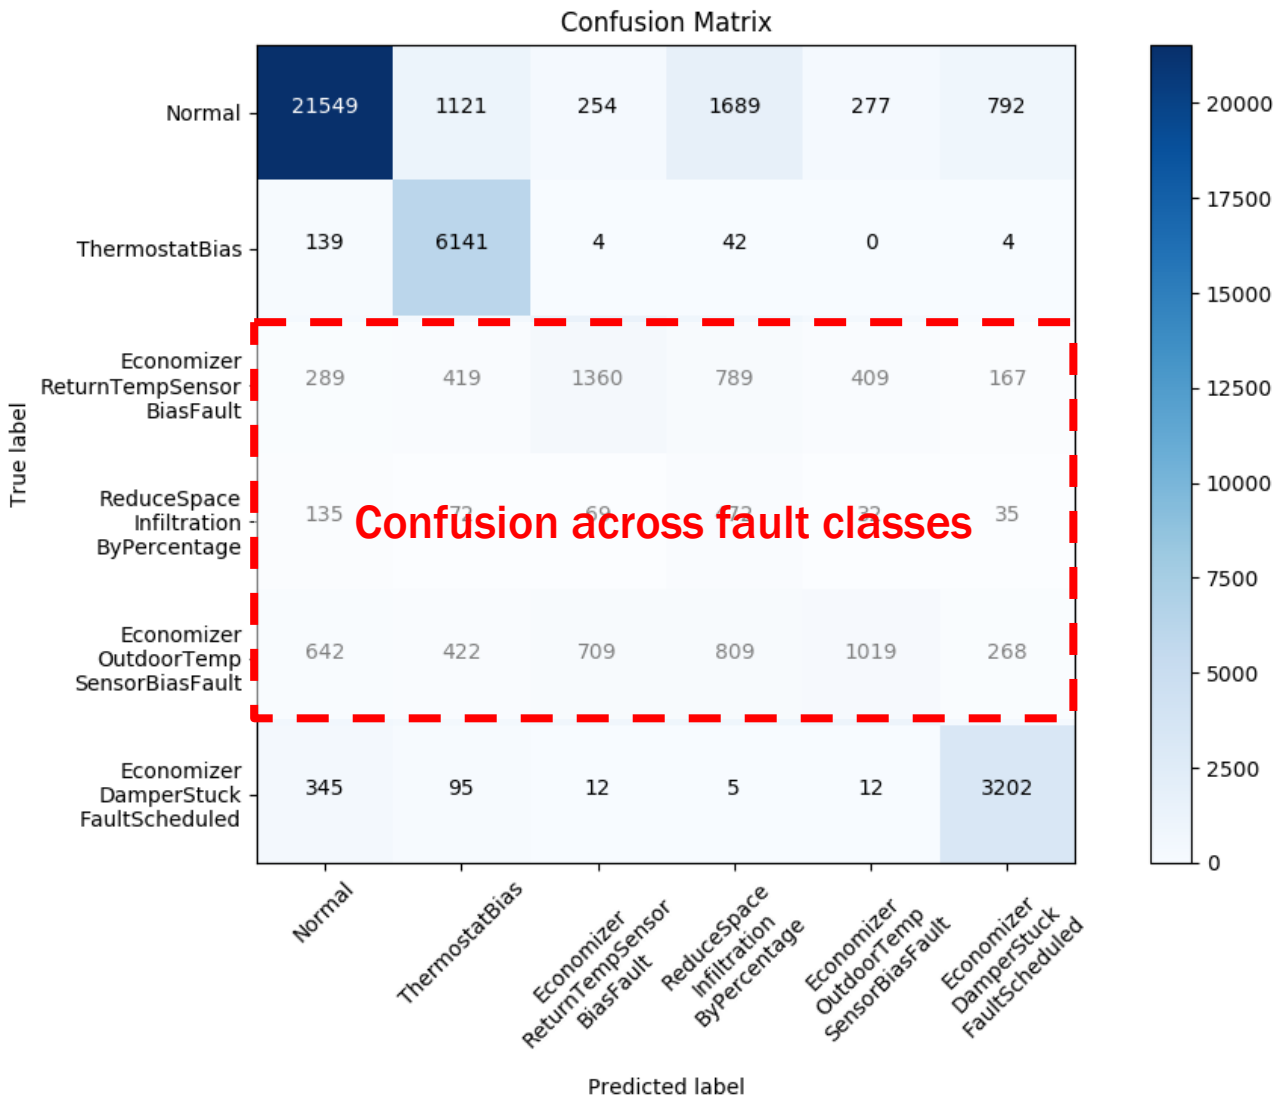 Confusion Matrix
Normal
21549 1121 254 1689 277 792
ThermostatBias
139 6141 4 42 0 4
Economizer
ReturnTempSensor
BiasFault
289 419 1360 789 409 167
ReduceSpace
Infiltration
ByPercentage
135 72 69 472 32 35
Confusion across fault classes
Economizer
OutdoorTemp
SensorBiasFault
642 422 709 809 1019 268
Economizer
DamperStuck
FaultScheduled
345 95 12 5 12 3202
True label
Normal
ThermostatBias
Economizer
ReturnTempSensor
BiasFault
ReduceSpace
Infiltration
ByPercentage
Economizer
OutdoorTemp
SensorBiasFault
Economizer
DamperStuck
FaultScheduled
Predicted label
20000
17500
15000
12500
10000
7500
5000
2500
0